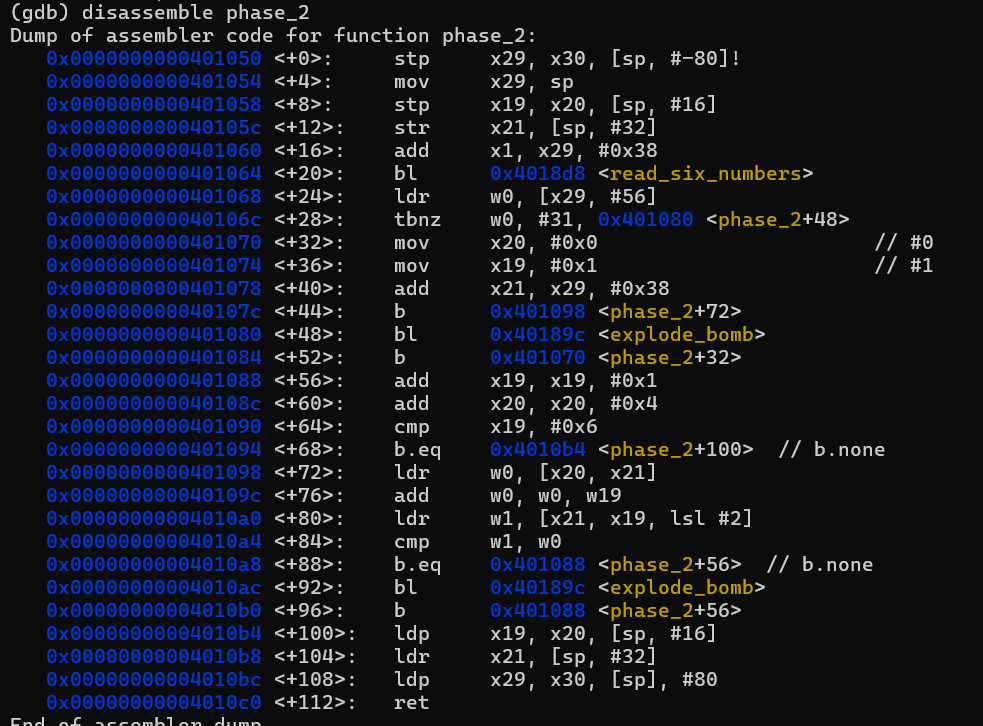 (gdb) disassemble phase_2
Dump of assembler code for function phase_2:
0x0000000000401050 <+0>: stp x29, x30, [sp, #-80]!
0x0000000000401054 <+4>: mov x29, sp
0x0000000000401058 <+8>: stp x19, x20, [sp, #16]
0x000000000040105c <+12>: str x21, [sp, #32]
0x0000000000401060 <+16>: add x1, x29, #0x38
0x0000000000401064 <+20>: bl 0x4018d8 <read_six_numbers>
0x0000000000401068 <+24>: ldr w0, [x29, #56]
0x000000000040106c <+28>: tbnz w0, #31, 0x401080 <phase_2+48>
0x0000000000401070 <+32>: mov x20, #0x0 // #0
0x0000000000401074 <+36>: mov x19, #0x1 // #1
0x0000000000401078 <+40>: add x21, x29, #0x38
0x000000000040107c <+44>: b 0x401098 <phase_2+72>
0x0000000000401080 <+48>: bl 0x40189c <explode_bomb>
0x0000000000401084 <+52>: b 0x401070 <phase_2+32>
0x0000000000401088 <+56>: add x19, x19, #0x1
0x000000000040108c <+60>: add x20, x20, #0x4
0x0000000000401090 <+64>: cmp x19, #0x6
0x0000000000401094 <+68>: b.eq 0x4010b4 <phase_2+100> // b.none
0x0000000000401098 <+72>: ldr w0, [x20, x21]
0x000000000040109c <+76>: add w0, w0, w19
0x00000000004010a0 <+80>: ldr w1, [x21, x19, lsl #2]
0x00000000004010a4 <+84>: cmp w1, w0
0x00000000004010a8 <+88>: b.eq 0x401088 <phase_2+56> // b.none
0x00000000004010ac <+92>: bl 0x40189c <explode_bomb>
0x00000000004010b0 <+96>: b 0x401088 <phase_2+56>
0x00000000004010b4 <+100>: ldp x19, x20, [sp, #16]
0x00000000004010b8 <+104>: ldr x21, [sp, #32]
0x00000000004010bc <+108>: ldp x29, x30, [sp], #80
0x00000000004010c0 <+112>: ret
End of assembler dump